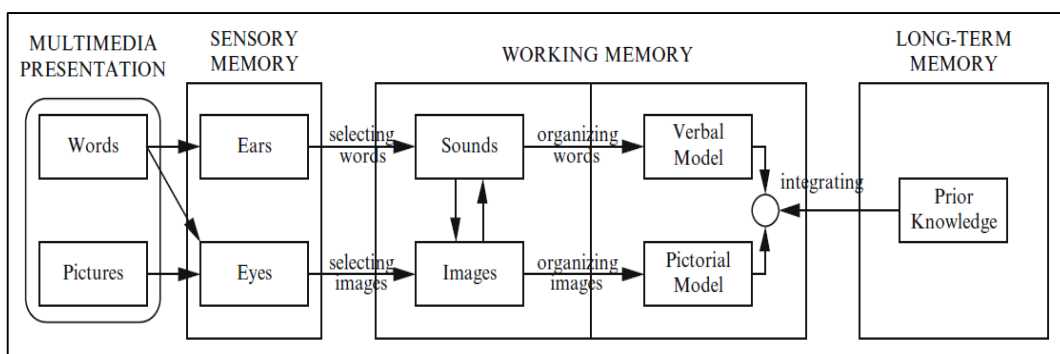 MULTIMEDIA
PRESENTATION
SENSORY
MEMORY
WORKING MEMORY
LONG-TERM
MEMORY
Words
Ears
selecting
words
Sounds
organizing
words
Verbal
Model
integrating
Prior
Knowledge
Pictures
Eyes
selecting
images
Images
organizing
images
Pictorial
Model